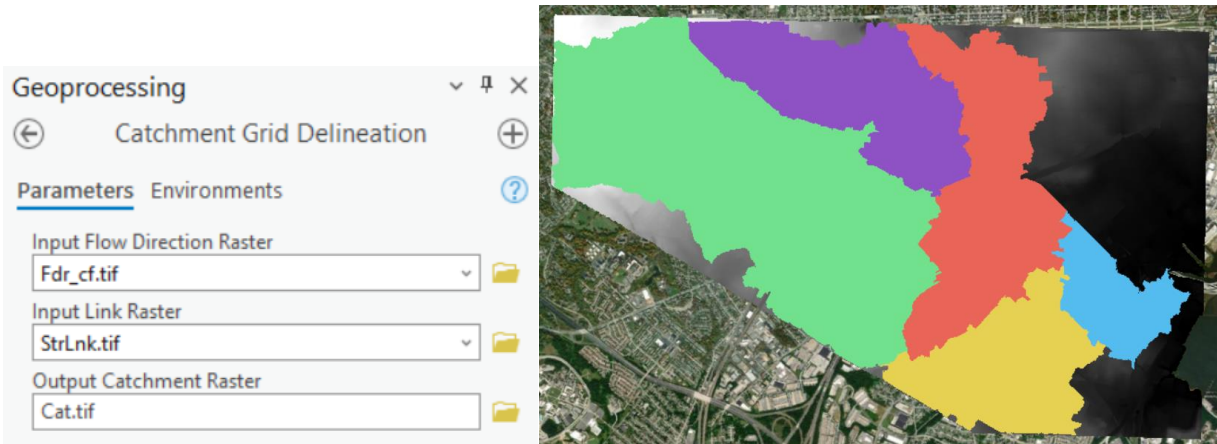 Geoprocessing
Catchment Grid Delineation
Parameters Environments
Input Flow Direction Raster
Fdr_cf.tif
Input Link Raster
StrLnk.tif
Output Catchment Raster
Cat.tif